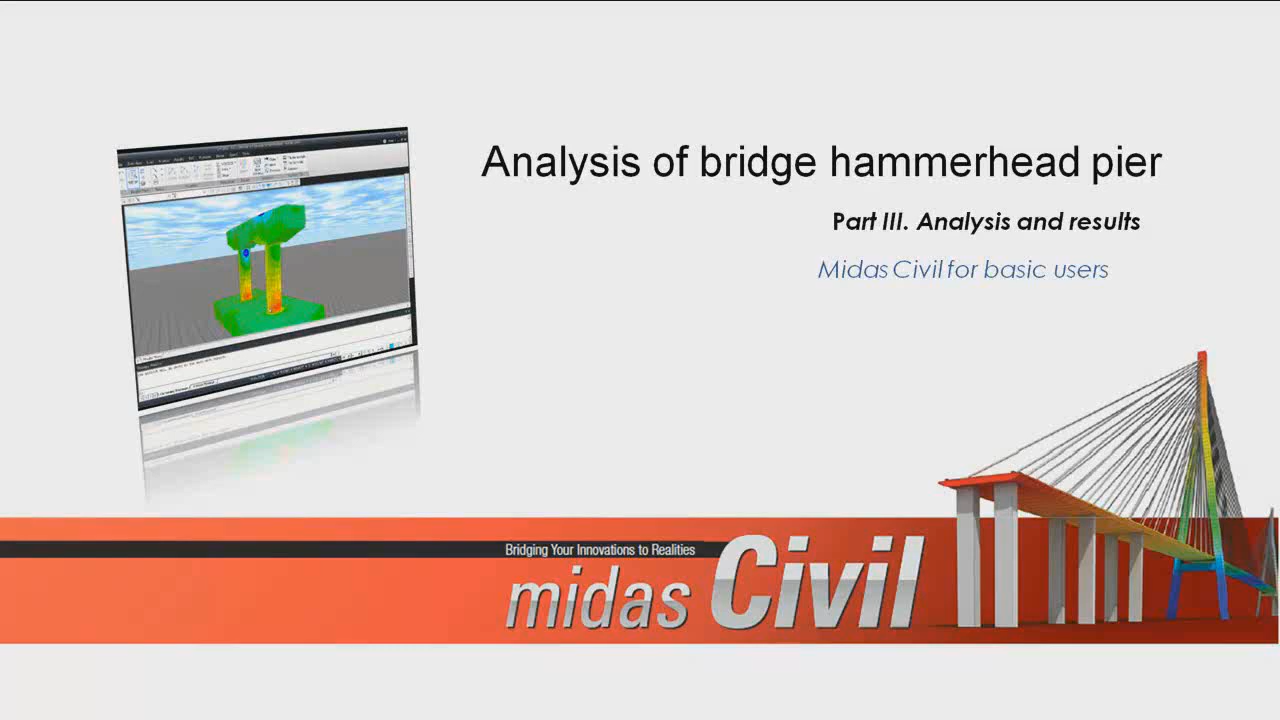 Analysis of bridge hammerhead pier
Part III. Analysis and results
Midas Civil for basic users
Bridging Your Innovations to Realities
midas Civil